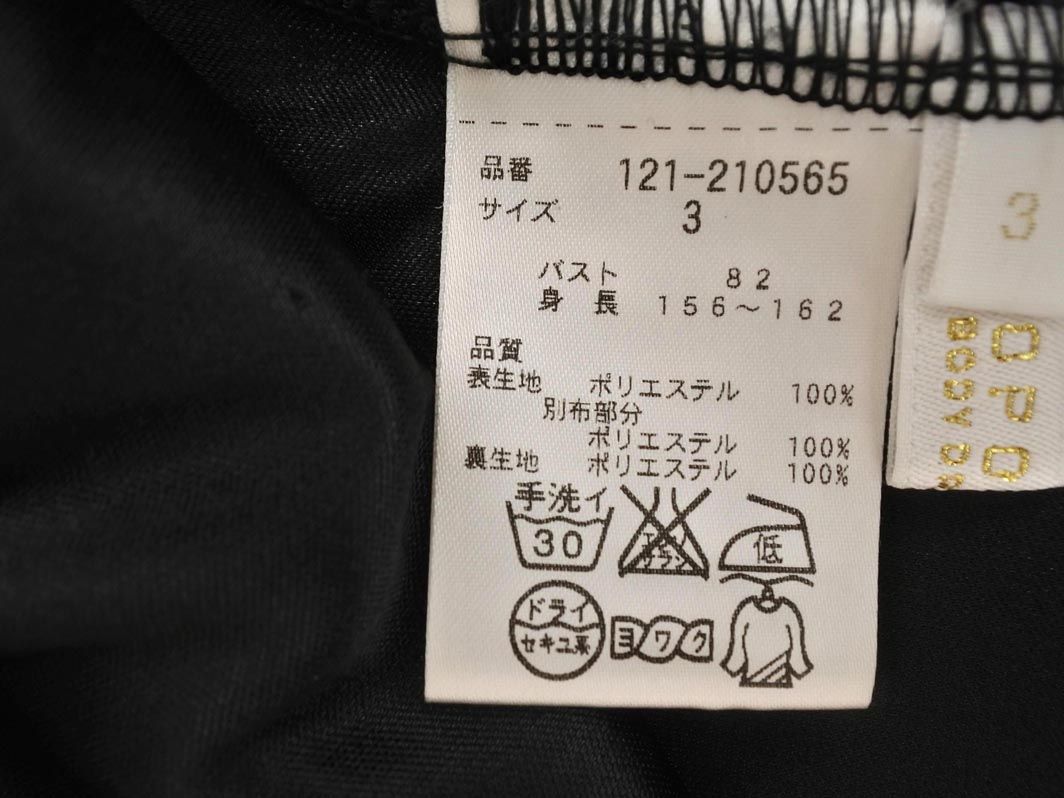 品番 121-210565
サイズ 3
バスト 82
身長 156～162
品質
表生地 ポリエステル 100%
別布部分
ポリエステル 100%
裏生地 ポリエステル 100%
手洗イ
30
低
ドライ
セキユ系
ヨワク
3